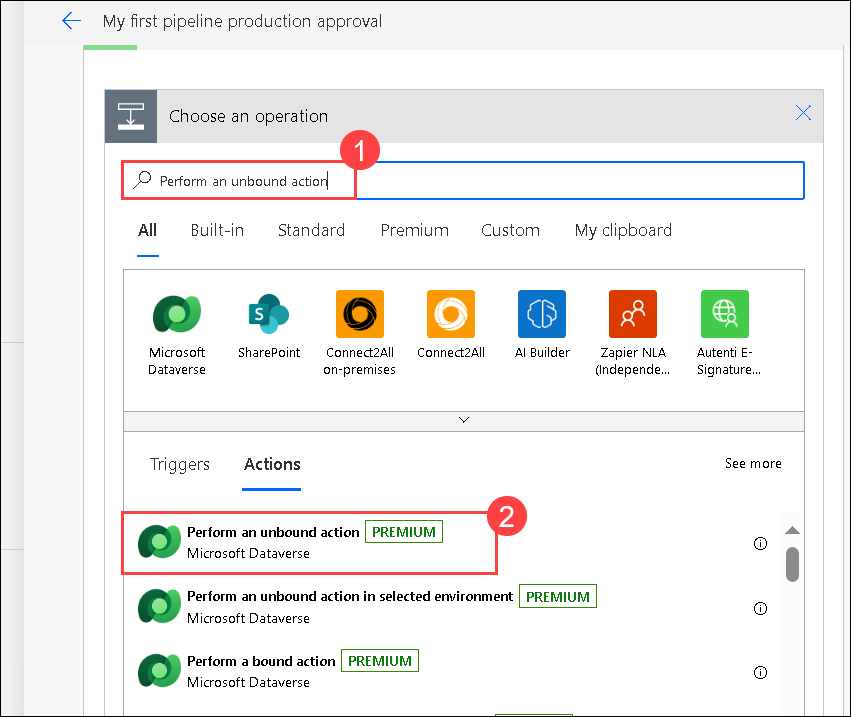 My first pipeline production approval
Choose an operation
1
Perform an unbound action
All Built-in Standard Premium Custom My clipboard
Microsoft Dataverse
SharePoint
Connect2All on-premises
Connect2All
AI Builder
Zapier NLA (Independe...
Autenti E-Signature...
Triggers Actions See more
2
Perform an unbound action PREMIUM
Microsoft Dataverse
Perform an unbound action in selected environment PREMIUM
Microsoft Dataverse
Perform a bound action PREMIUM
Microsoft Dataverse